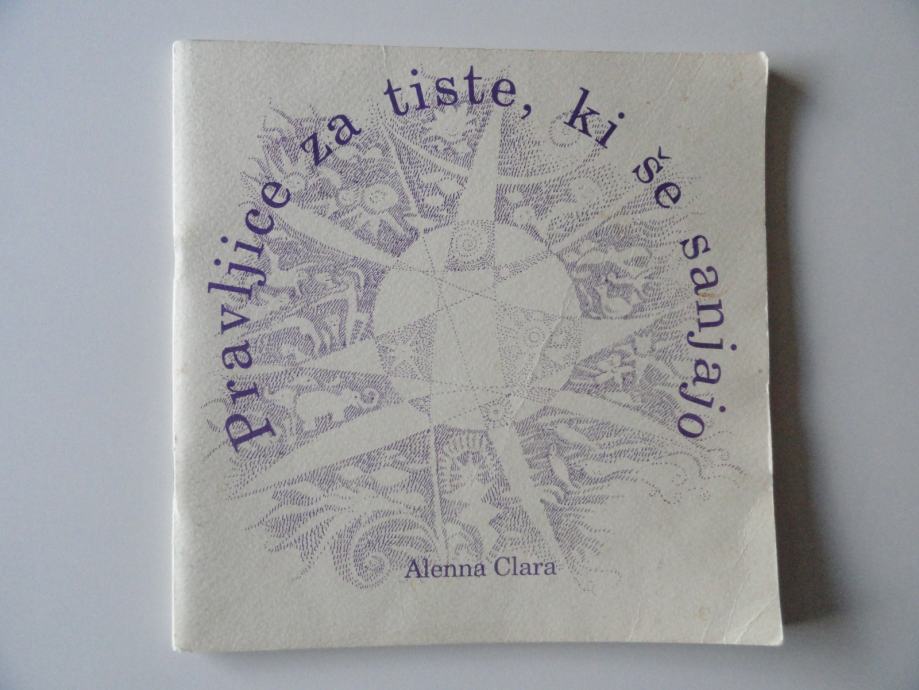 Pravljice za tiste, ki še sanjajo
Alenna Clara